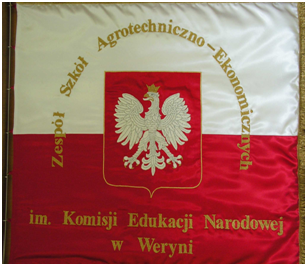 Zespół Szkół Agrotechniczno-Ekonomicznych
im. Komisji Edukacji Narodowej
w Weryni